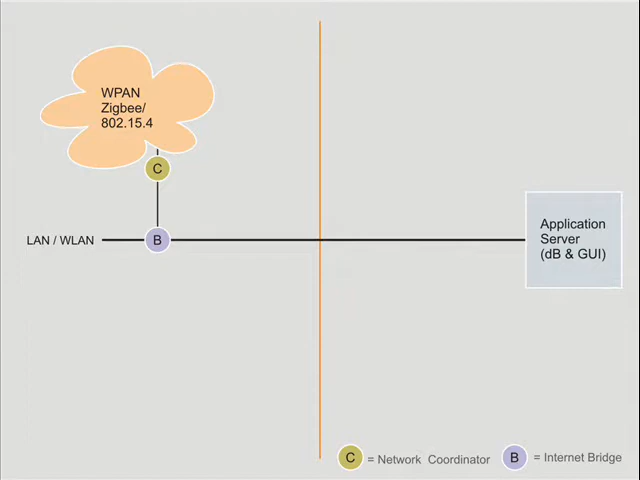 WPAN
Zigbee/
802.15.4
C
LAN / WLAN
B
Application
Server
(dB & GUI)
C = Network Coordinator
B = Internet Bridge